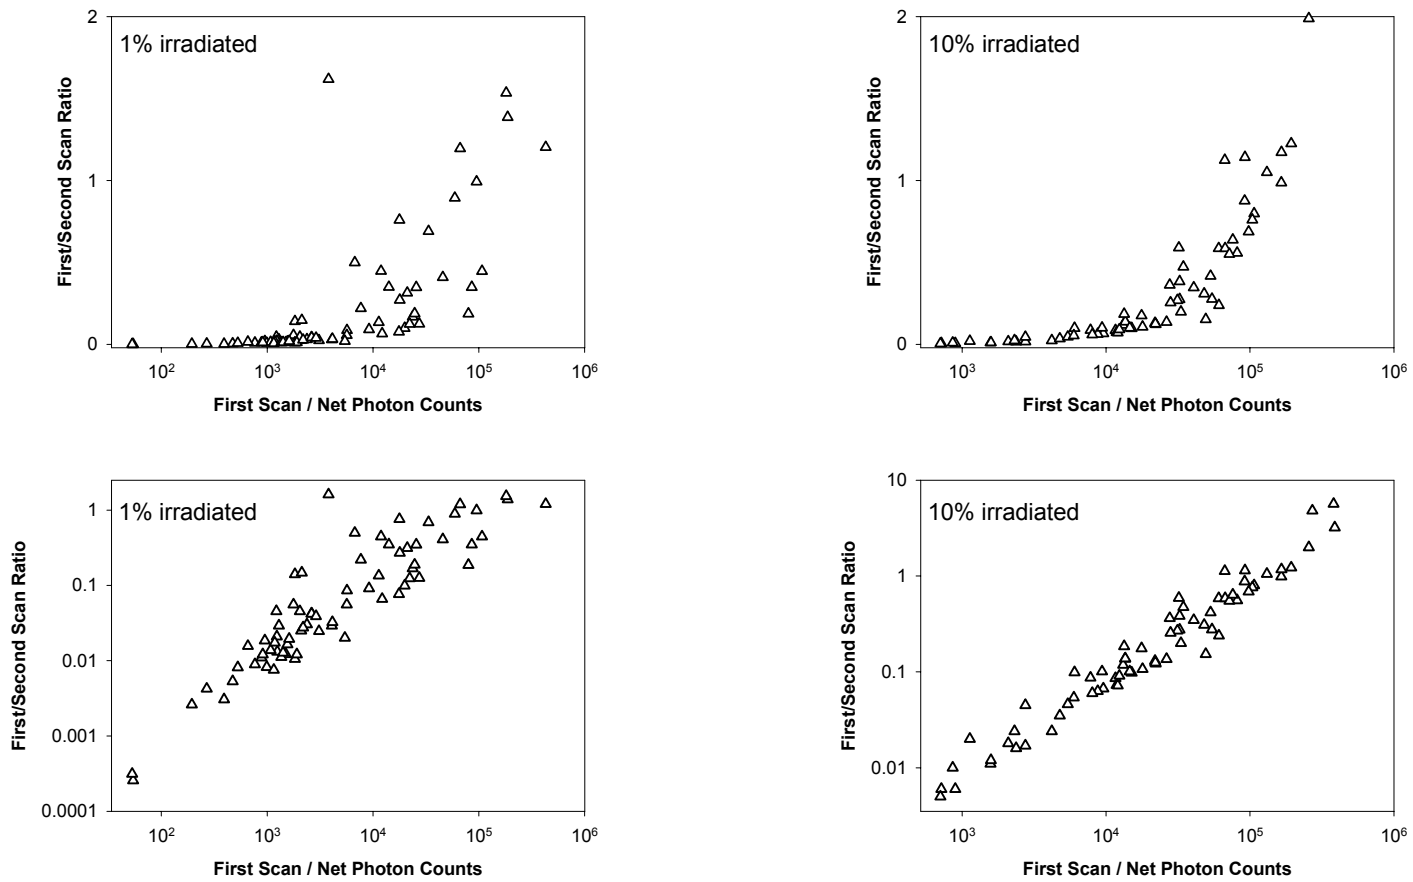 2
1
0
First/Second Scan Ratio
1% irradiated
10² 10³ 10⁴ 10⁵ 10⁶
First Scan / Net Photon Counts
2
1
0
First/Second Scan Ratio
10% irradiated
10³ 10⁴ 10⁵ 10⁶
First Scan / Net Photon Counts
1
0.1
0.01
0.001
0.0001
First/Second Scan Ratio
1% irradiated
10² 10³ 10⁴ 10⁵ 10⁶
First Scan / Net Photon Counts
10
1
0.1
0.01
First/Second Scan Ratio
10% irradiated
10³ 10⁴ 10⁵ 10⁶
First Scan / Net Photon Counts